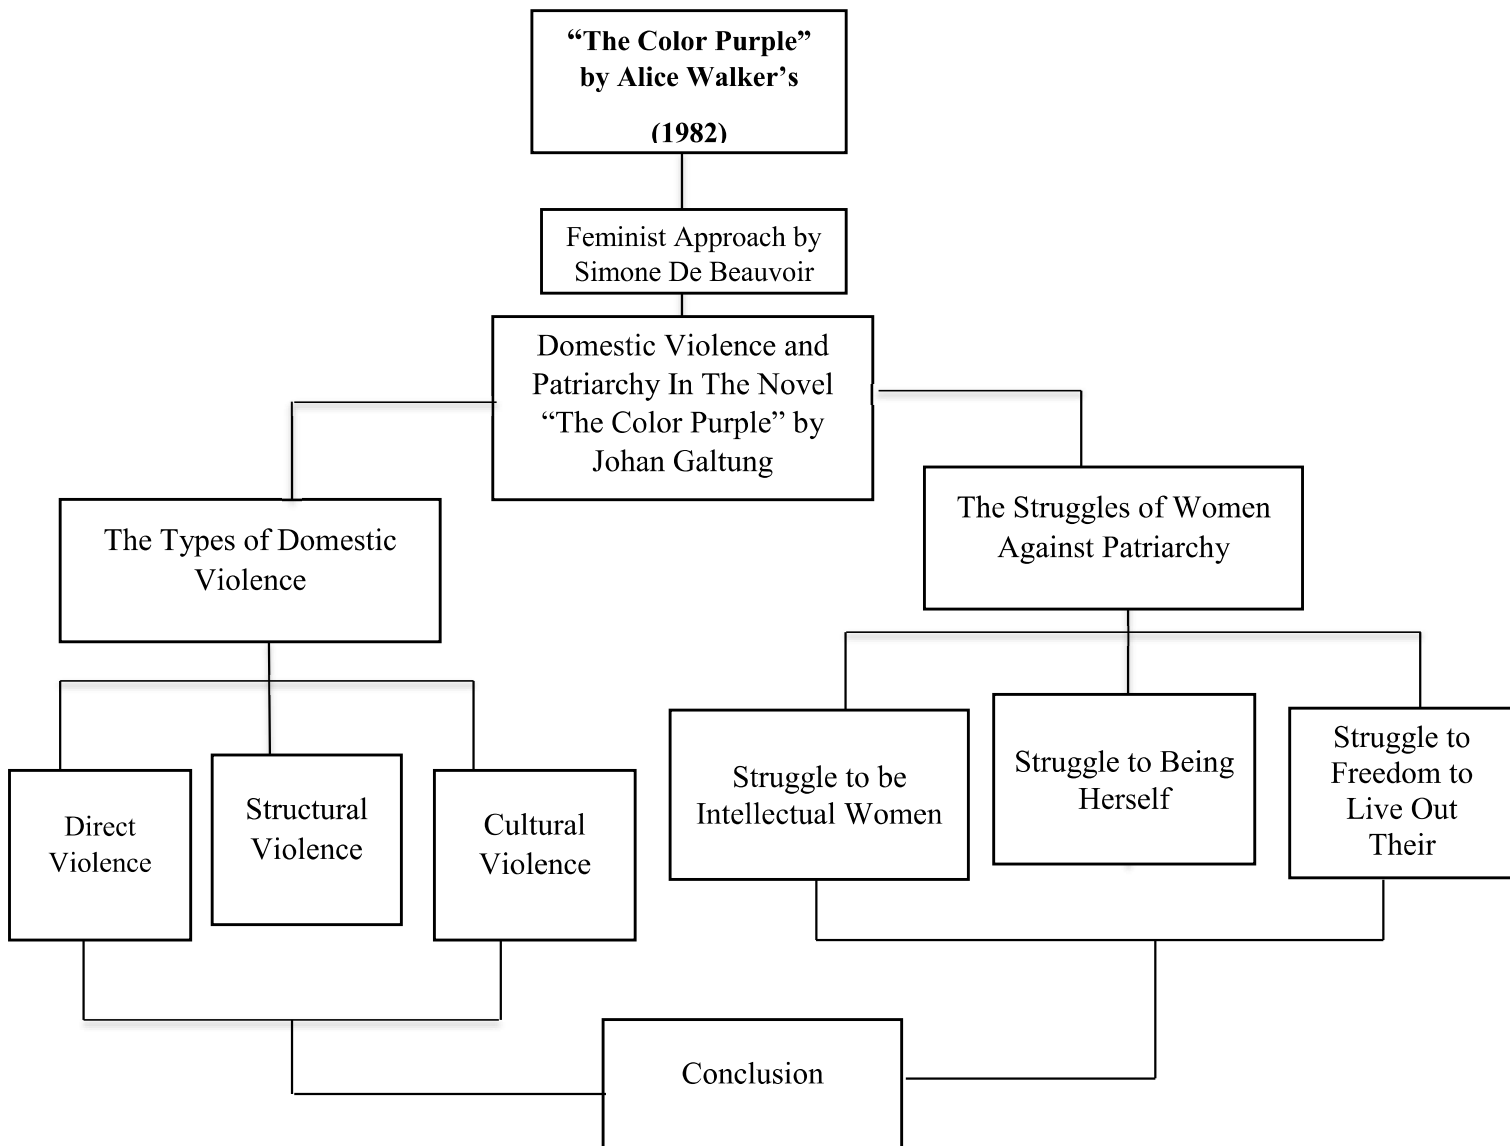 “The Color Purple”
by Alice Walker’s
(1982)
Feminist Approach by
Simone De Beauvoir
Domestic Violence and
Patriarchy In The Novel
“The Color Purple” by
Johan Galtung
The Types of Domestic
Violence
The Struggles of Women
Against Patriarchy
Direct
Violence
Structural
Violence
Cultural
Violence
Struggle to be
Intellectual Women
Struggle to Being
Herself
Struggle to
Freedom to
Live Out
Their
Conclusion